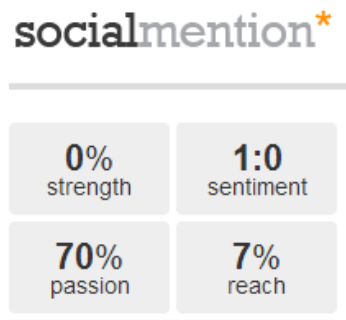 socialmention*
0% 1:0
strength sentiment
70% 7%
passion reach